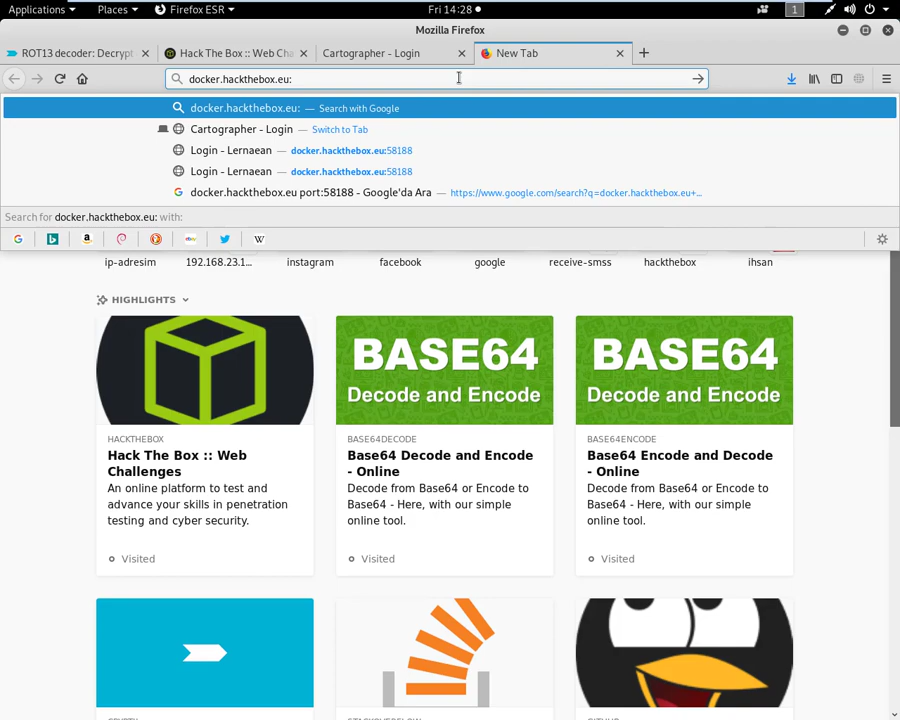 Applications Places Firefox ESR Fri 14:28 1
Mozilla Firefox
ROT13 decoder: Decrypt Hack The Box :: Web Cha Cartographer - Login New Tab
docker.hackthebox.eu:
docker.hackthebox.eu: — Search with Google
Cartographer - Login — Switch to Tab
Login - Lernaean — docker.hackthebox.eu:58188
Login - Lernaean — docker.hackthebox.eu:58188
docker.hackthebox.eu port:58188 - Google'da Ara — https://www.google.com/search?q=docker.hackthebox.eu+...
Search for docker.hackthebox.eu: with:
ip-adresim 192.168.23.1... instagram facebook google receive-smss hackthebox ihsan
HIGHLIGHTS
BASE64
Decode and Encode
BASE64
Decode and Encode
HACKTHEBOX
Hack The Box :: Web
Challenges
An online platform to test and
advance your skills in penetration
testing and cyber security.
Visited
BASE64DECODE
Base64 Decode and Encode
- Online
Decode from Base64 or Encode to
Base64 - Here, with our simple
online tool.
Visited
BASE64ENCODE
Base64 Encode and Decode
- Online
Decode from Base64 or Encode to
Base64 - Here, with our simple
online tool.
Visited